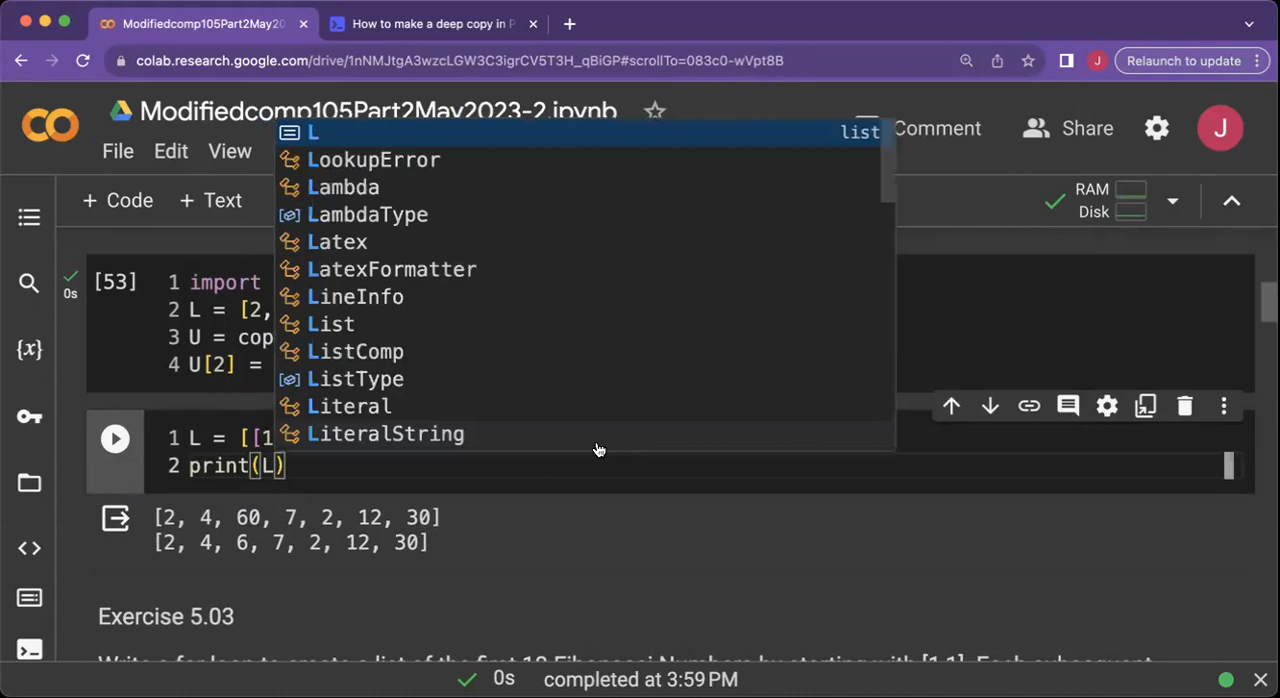 Modifiedcomp105Part2May20
How to make a deep copy in P
colab.research.google.com/drive/1nNMJtgA3wzcLGW3C3igrCV5T3H_qBiGP#scrollTo=083c0-wVpt8B
J
Relaunch to update
Modifiedcomp105Part2May2023-2.ipynb
Comment
Share
J
File Edit View
+ Code + Text
RAM
Disk
L list
LookupError
Lambda
LambdaType
Latex
LatexFormatter
LineInfo
List
ListComp
ListType
Literal
LiteralString
{x}
0s
[53]
1 import
2 L = [2,
3 U = cop
4 U[2] =
1 L = [[1
2 print(L)
[2, 4, 60, 7, 2, 12, 30]
[2, 4, 6, 7, 2, 12, 30]
Exercise 5.03
0s completed at 3:59 PM